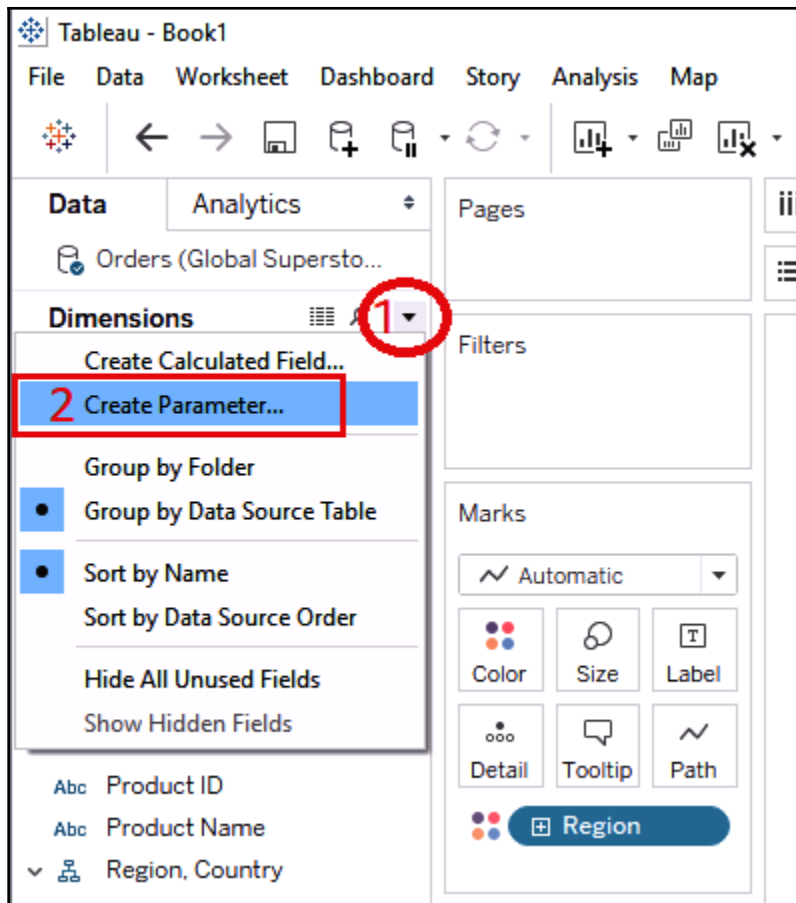 Tableau - Book1
File Data Worksheet Dashboard Story Analysis Map
Data Analytics
Pages
Orders (Global Supersto...
Dimensions 1
Filters
Create Calculated Field...
2 Create Parameter...
Group by Folder
Group by Data Source Table
Marks
Sort by Name
Automatic
Sort by Data Source Order
Color Size Label
Hide All Unused Fields
Show Hidden Fields
Detail Tooltip Path
Abc Product ID
Abc Product Name
Region
Region, Country